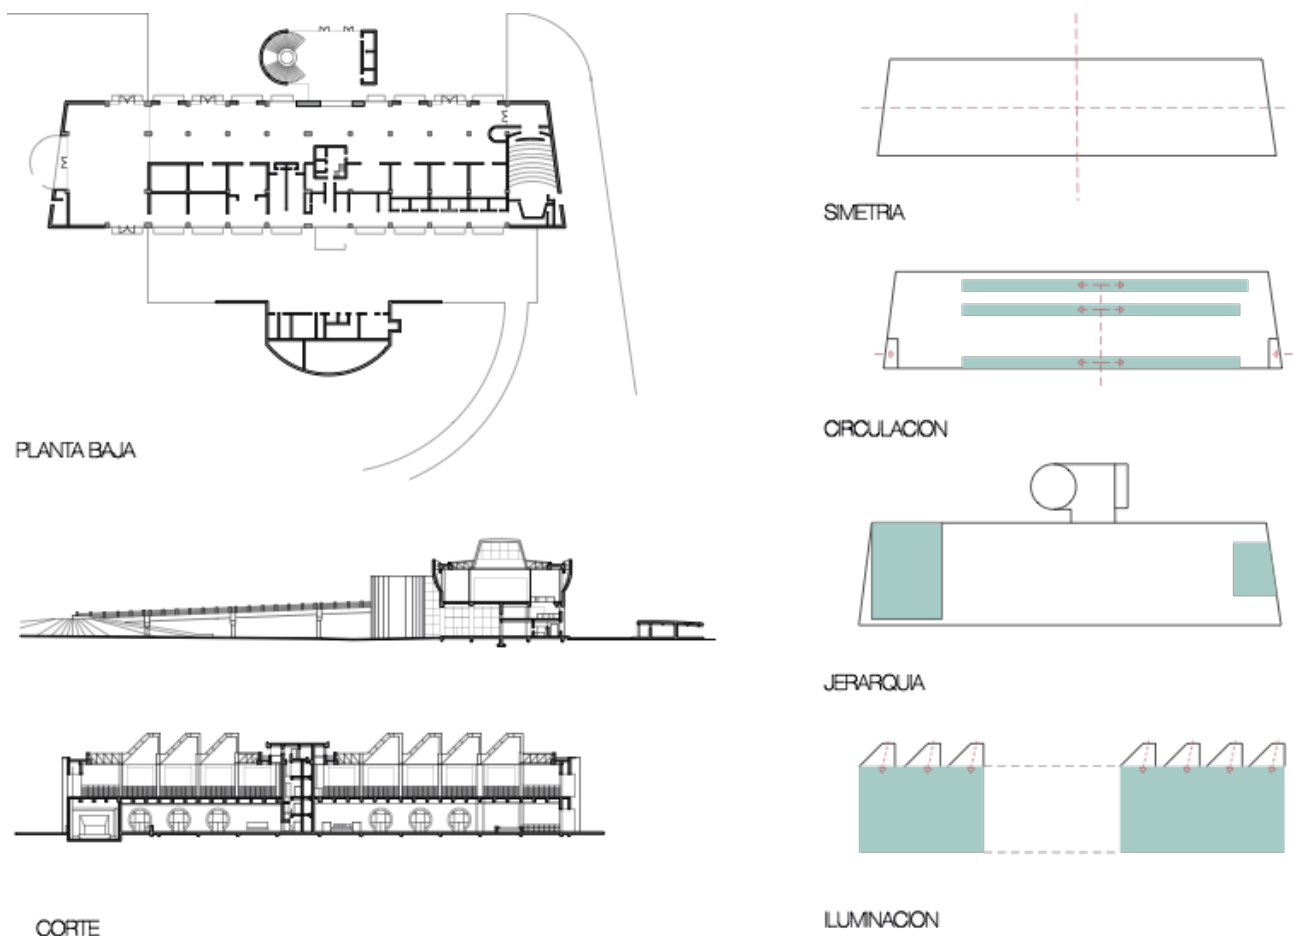 PLANTA BAJA
CORTE
SIMETRIA
CIRCULACION
JERARQUIA
ILUMINACION